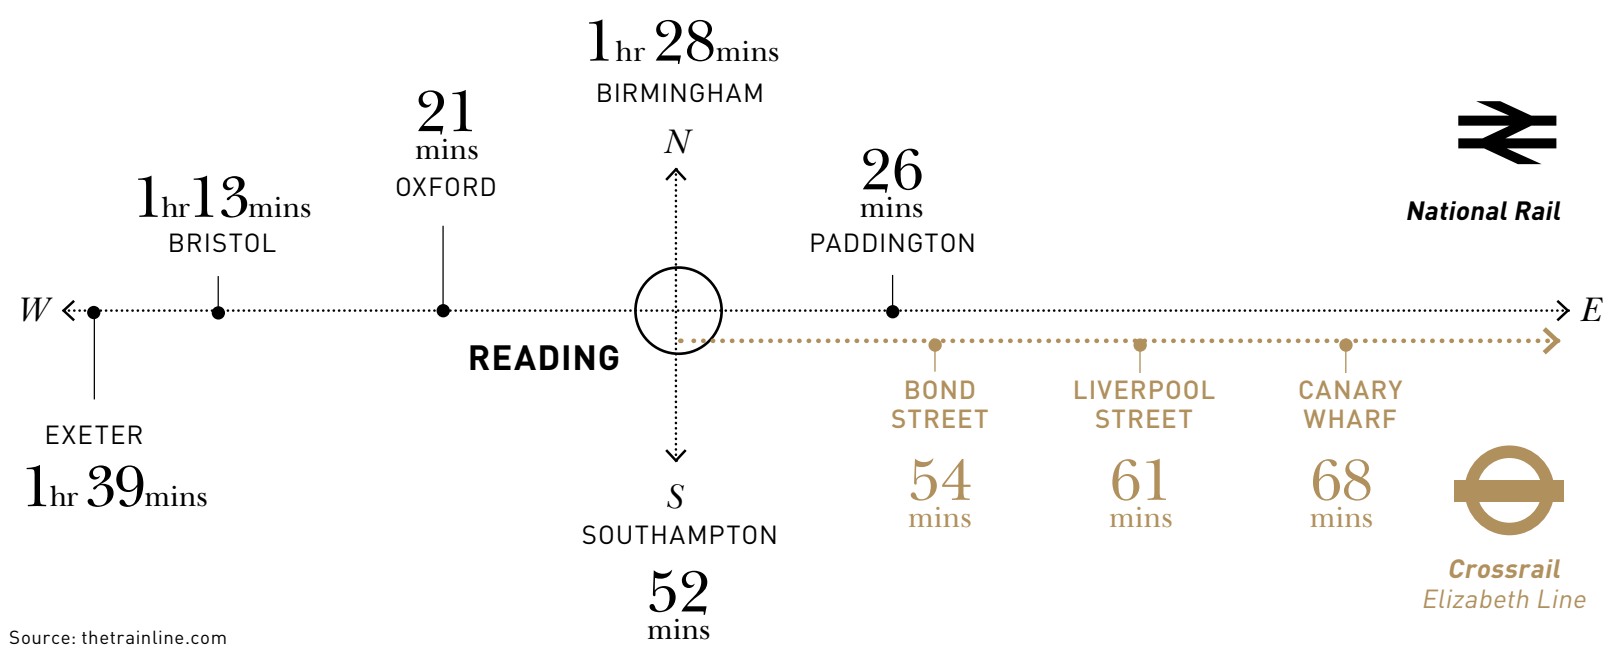 1hr 28mins
BIRMINGHAM
N
21
mins
OXFORD
26
mins
PADDINGTON
1hr13mins
BRISTOL
National Rail
W
E
READING
BOND
STREET
54
mins
LIVERPOOL
STREET
61
mins
CANARY
WHARF
68
mins
EXETER
1hr 39mins
S
SOUTHAMPTON
52
mins
Crossrail
Elizabeth Line
Source: thetrainline.com